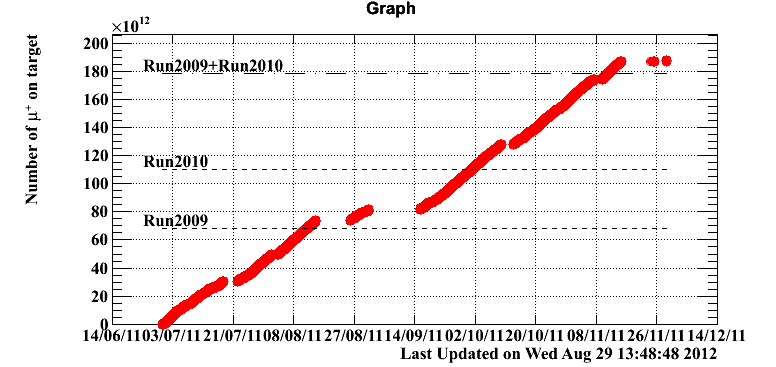 Graph
×10¹²
Number of μ⁺ on target
200
180
160
140
120
100
80
60
40
20
0
Run2009+Run2010
Run2010
Run2009
14/06/11 03/07/11 21/07/11 08/08/11 27/08/11 14/09/11 02/10/11 20/10/11 08/11/11 26/11/11 14/12/11
Last Updated on Wed Aug 29 13:48:48 2012